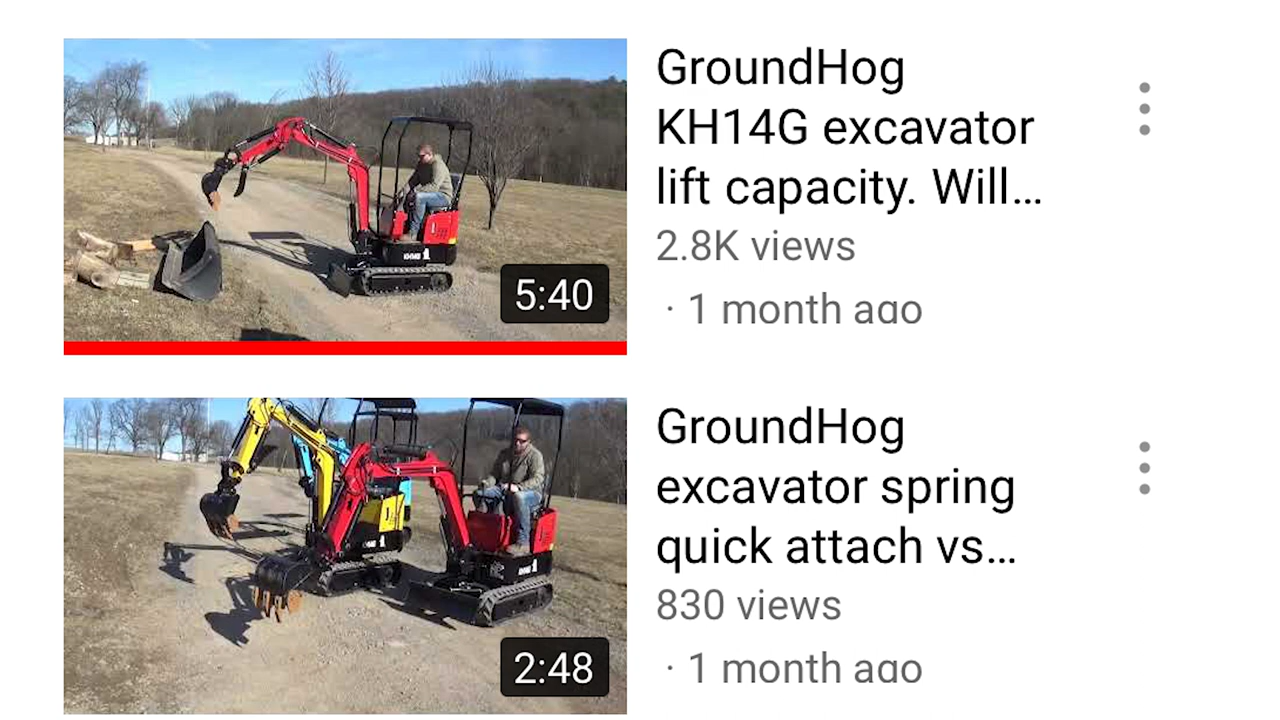 GroundHog
KH14G excavator
lift capacity. Will...
2.8K views
· 1 month ago
5:40
GroundHog
excavator spring
quick attach vs...
830 views
· 1 month ago
2:48